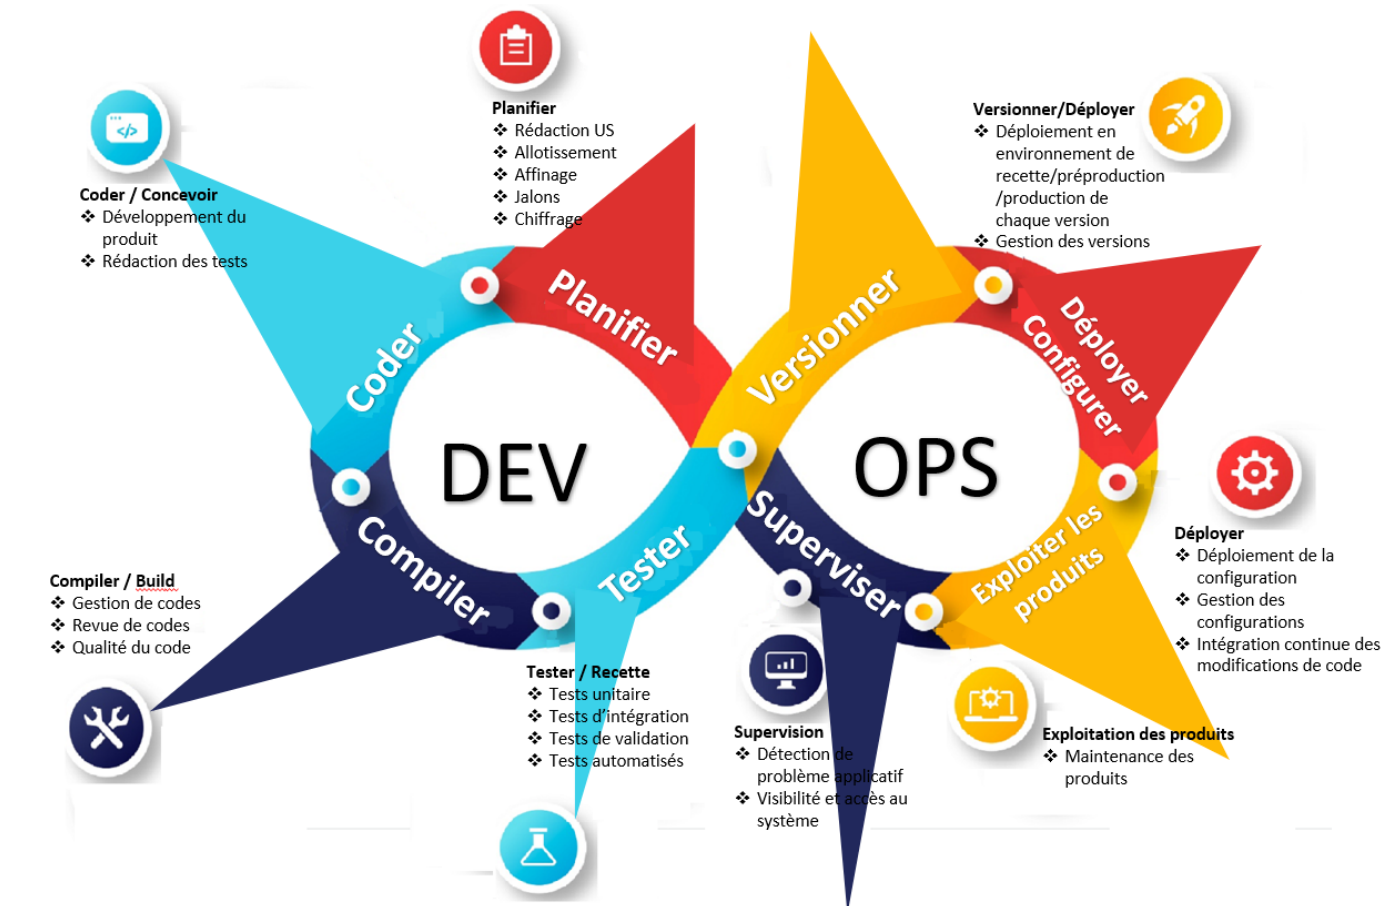 Planifier
❖ Rédaction US
❖ Allotissement
❖ Affinage
❖ Jalons
❖ Chiffrage
Versionner/Déployer
❖ Déploiement en
environnement de
recette/préproduction
/production de
chaque version
❖ Gestion des versions
</>
Coder / Concevoir
❖ Développement du
produit
❖ Rédaction des tests
Planifier
Coder
Versionner
Déployer
Configurer
DEV
OPS
Compiler
Tester
Superviser
Exploiter les
produits
Déployer
❖ Déploiement de la
configuration
❖ Gestion des
configurations
❖ Intégration continue des
modifications de code
Compiler / Build
❖ Gestion de codes
❖ Revue de codes
❖ Qualité du code
Tester / Recette
❖ Tests unitaire
❖ Tests d'intégration
❖ Tests de validation
❖ Tests automatisés
Supervision
❖ Détection de
problème applicatif
❖ Visibilité et accès au
système
Exploitation des produits
❖ Maintenance des
produits